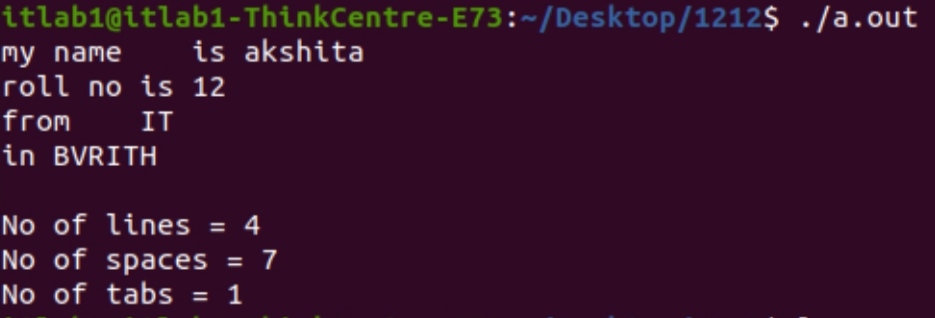 itlab1@itlab1-ThinkCentre-E73:~/Desktop/1212$ ./a.out
my name    is akshita
roll no is 12
from    IT
in BVRITH

No of lines = 4
No of spaces = 7
No of tabs = 1